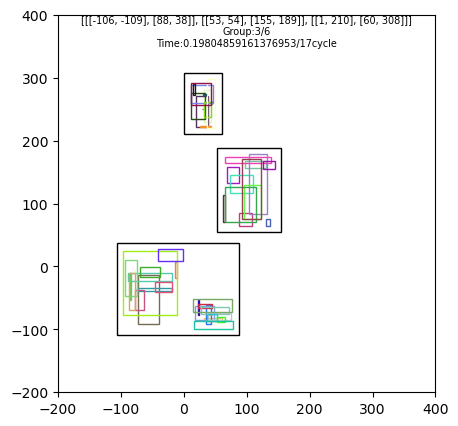 [[[-106, -109], [88, 38]], [[53, 54], [155, 189]], [[1, 210], [60, 308]]]
Group:3/6
Time:0.19804859161376953/17cycle
400
300
200
100
0
−100
−200
−200 −100 0 100 200 300 400